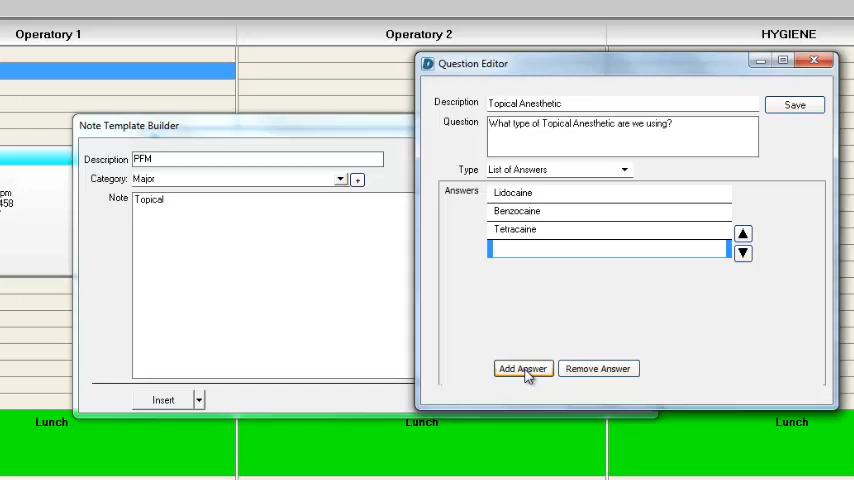 Operatory 1
Operatory 2
HYGIENE
pm
458
Note Template Builder
Description
PFM
Category:
Major
+
Note
Topical
Insert
Question Editor
Description
Topical Anesthetic
Save
Question
What type of Topical Anesthetic are we using?
Type
List of Answers
Answers
Lidocaine
Benzocaine
Tetracaine
Add Answer
Remove Answer
Lunch
Lunch
Lunch